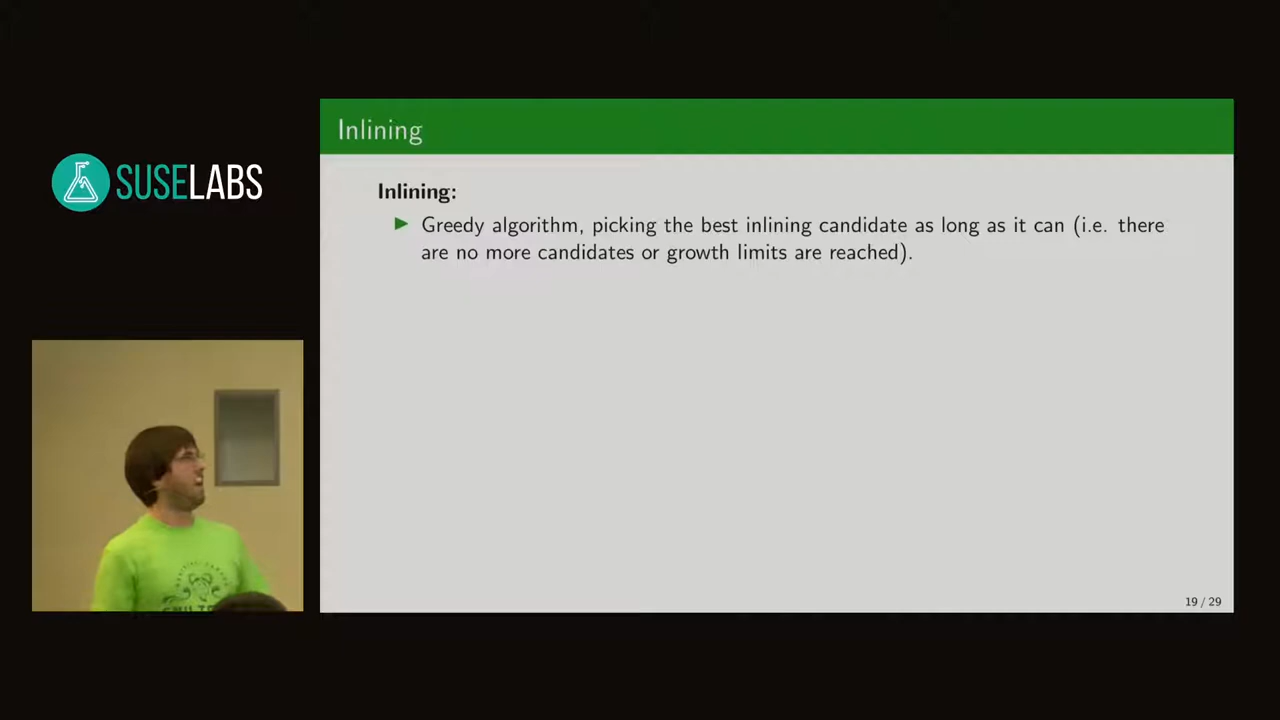 SUSELABS
Inlining
Inlining:
Greedy algorithm, picking the best inlining candidate as long as it can (i.e. there
are no more candidates or growth limits are reached).
19 / 29